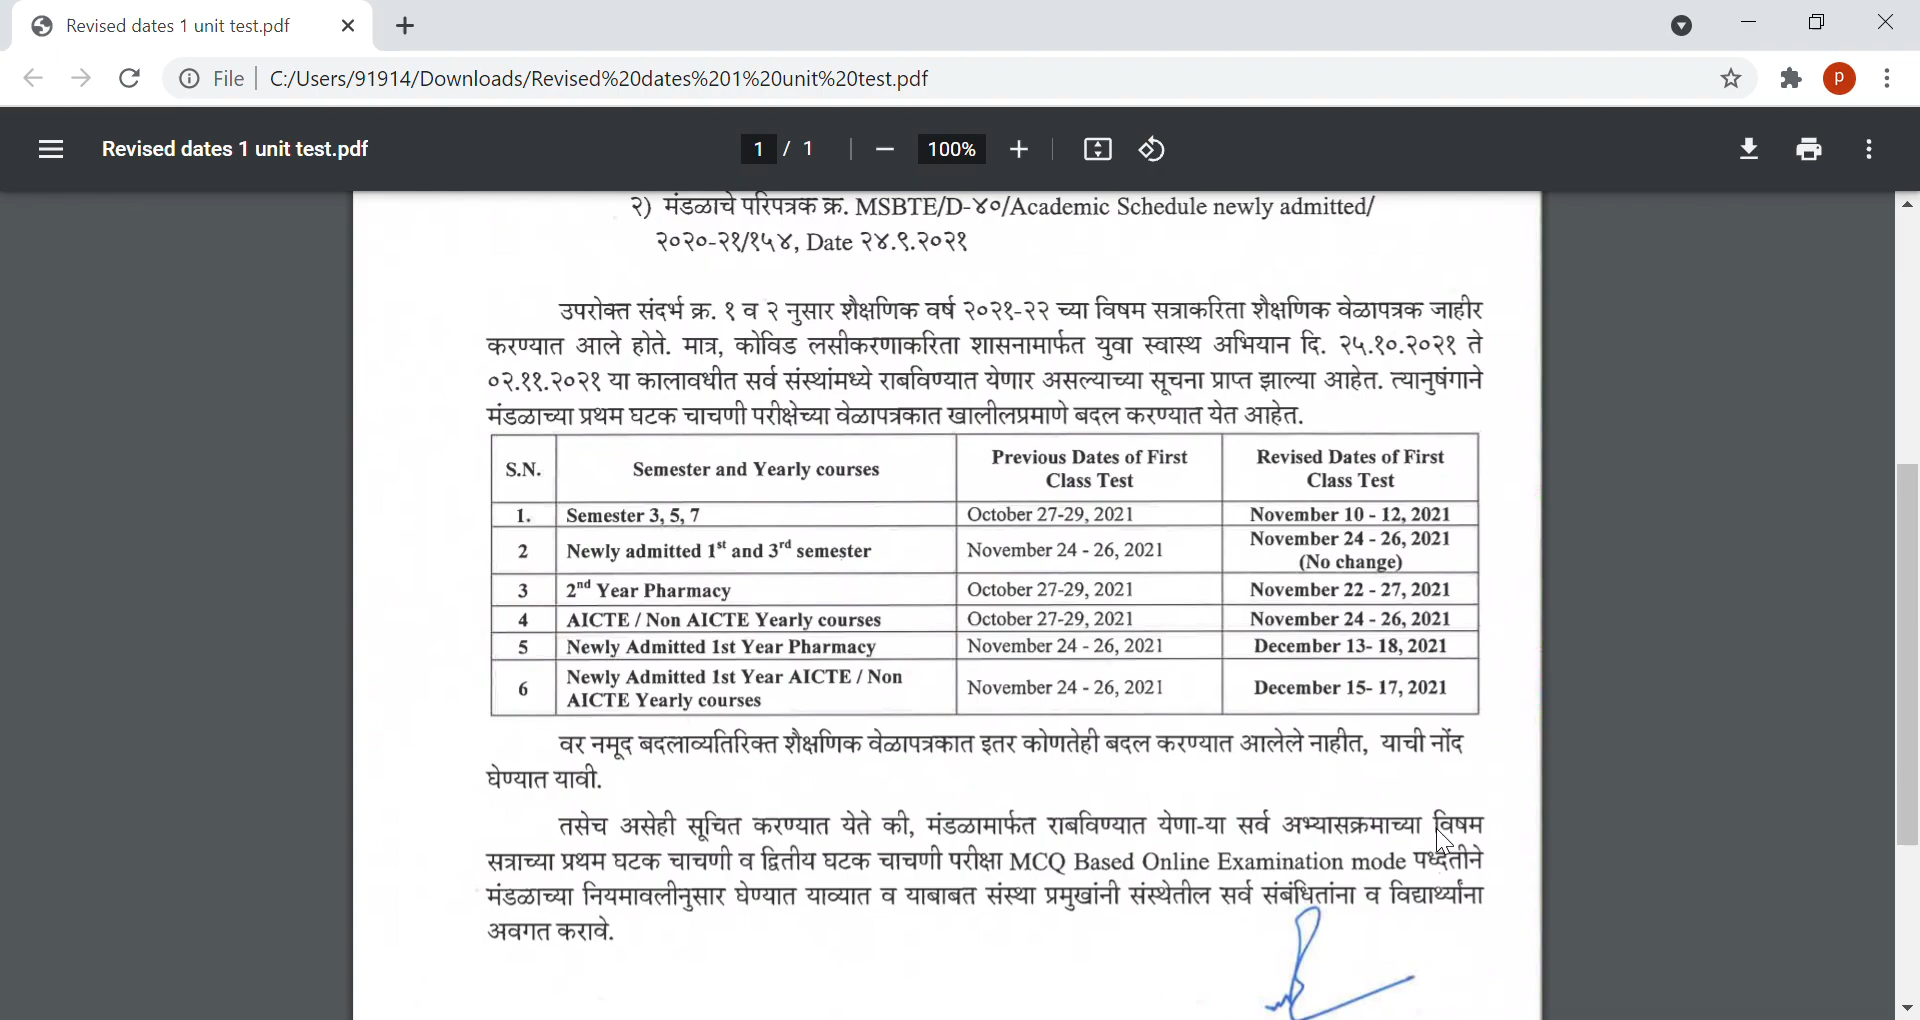 Revised dates 1 unit test.pdf
File
C:/Users/91914/Downloads/Revised%20dates%201%20unit%20test.pdf
p
Revised dates 1 unit test.pdf
1 / 1
100%
२) मंडळाचे परिपत्रक क्र. MSBTE/D-४०/Academic Schedule newly admitted/
२०२०-२१/१५४, Date २४.९.२०२१
उपरोक्त संदर्भ क्र. १ व २ नुसार शैक्षणिक वर्ष २०२१-२२ च्या विषम सत्राकरिता शैक्षणिक वेळापत्रक जाहीर
करण्यात आले होते. मात्र, कोविड लसीकरणाकरिता शासनामार्फत युवा स्वास्थ अभियान दि. २५.१०.२०२१ ते
०२.११.२०२१ या कालावधीत सर्व संस्थांमध्ये राबविण्यात येणार असल्याच्या सूचना प्राप्त झाल्या आहेत. त्यानुषंगाने
मंडळाच्या प्रथम घटक चाचणी परीक्षेच्या वेळापत्रकात खालीलप्रमाणे बदल करण्यात येत आहेत.
S.N. Semester and Yearly courses Previous Dates of First Class Test Revised Dates of First Class Test
1. Semester 3, 5, 7 October 27-29, 2021 November 10 - 12, 2021
2 Newly admitted 1st and 3rd semester November 24 - 26, 2021 November 24 - 26, 2021 (No change)
3 2nd Year Pharmacy October 27-29, 2021 November 22 - 27, 2021
4 AICTE / Non AICTE Yearly courses October 27-29, 2021 November 24 - 26, 2021
5 Newly Admitted 1st Year Pharmacy November 24 - 26, 2021 December 13- 18, 2021
6 Newly Admitted 1st Year AICTE / Non AICTE Yearly courses November 24 - 26, 2021 December 15- 17, 2021
वर नमूद बदलाव्यतिरिक्त शैक्षणिक वेळापत्रकात इतर कोणतेही बदल करण्यात आलेले नाहीत, याची नोंद
घेण्यात यावी.
तसेच असेही सूचित करण्यात येते की, मंडळामार्फत राबविण्यात येणा-या सर्व अभ्यासक्रमाच्या विषम
सत्राच्या प्रथम घटक चाचणी व द्वितीय घटक चाचणी परीक्षा MCQ Based Online Examination mode पध्दतीने
मंडळाच्या नियमावलीनुसार घेण्यात याव्यात व याबाबत संस्था प्रमुखांनी संस्थेतील सर्व संबंधितांना व विद्यार्थ्यांना
अवगत करावे.